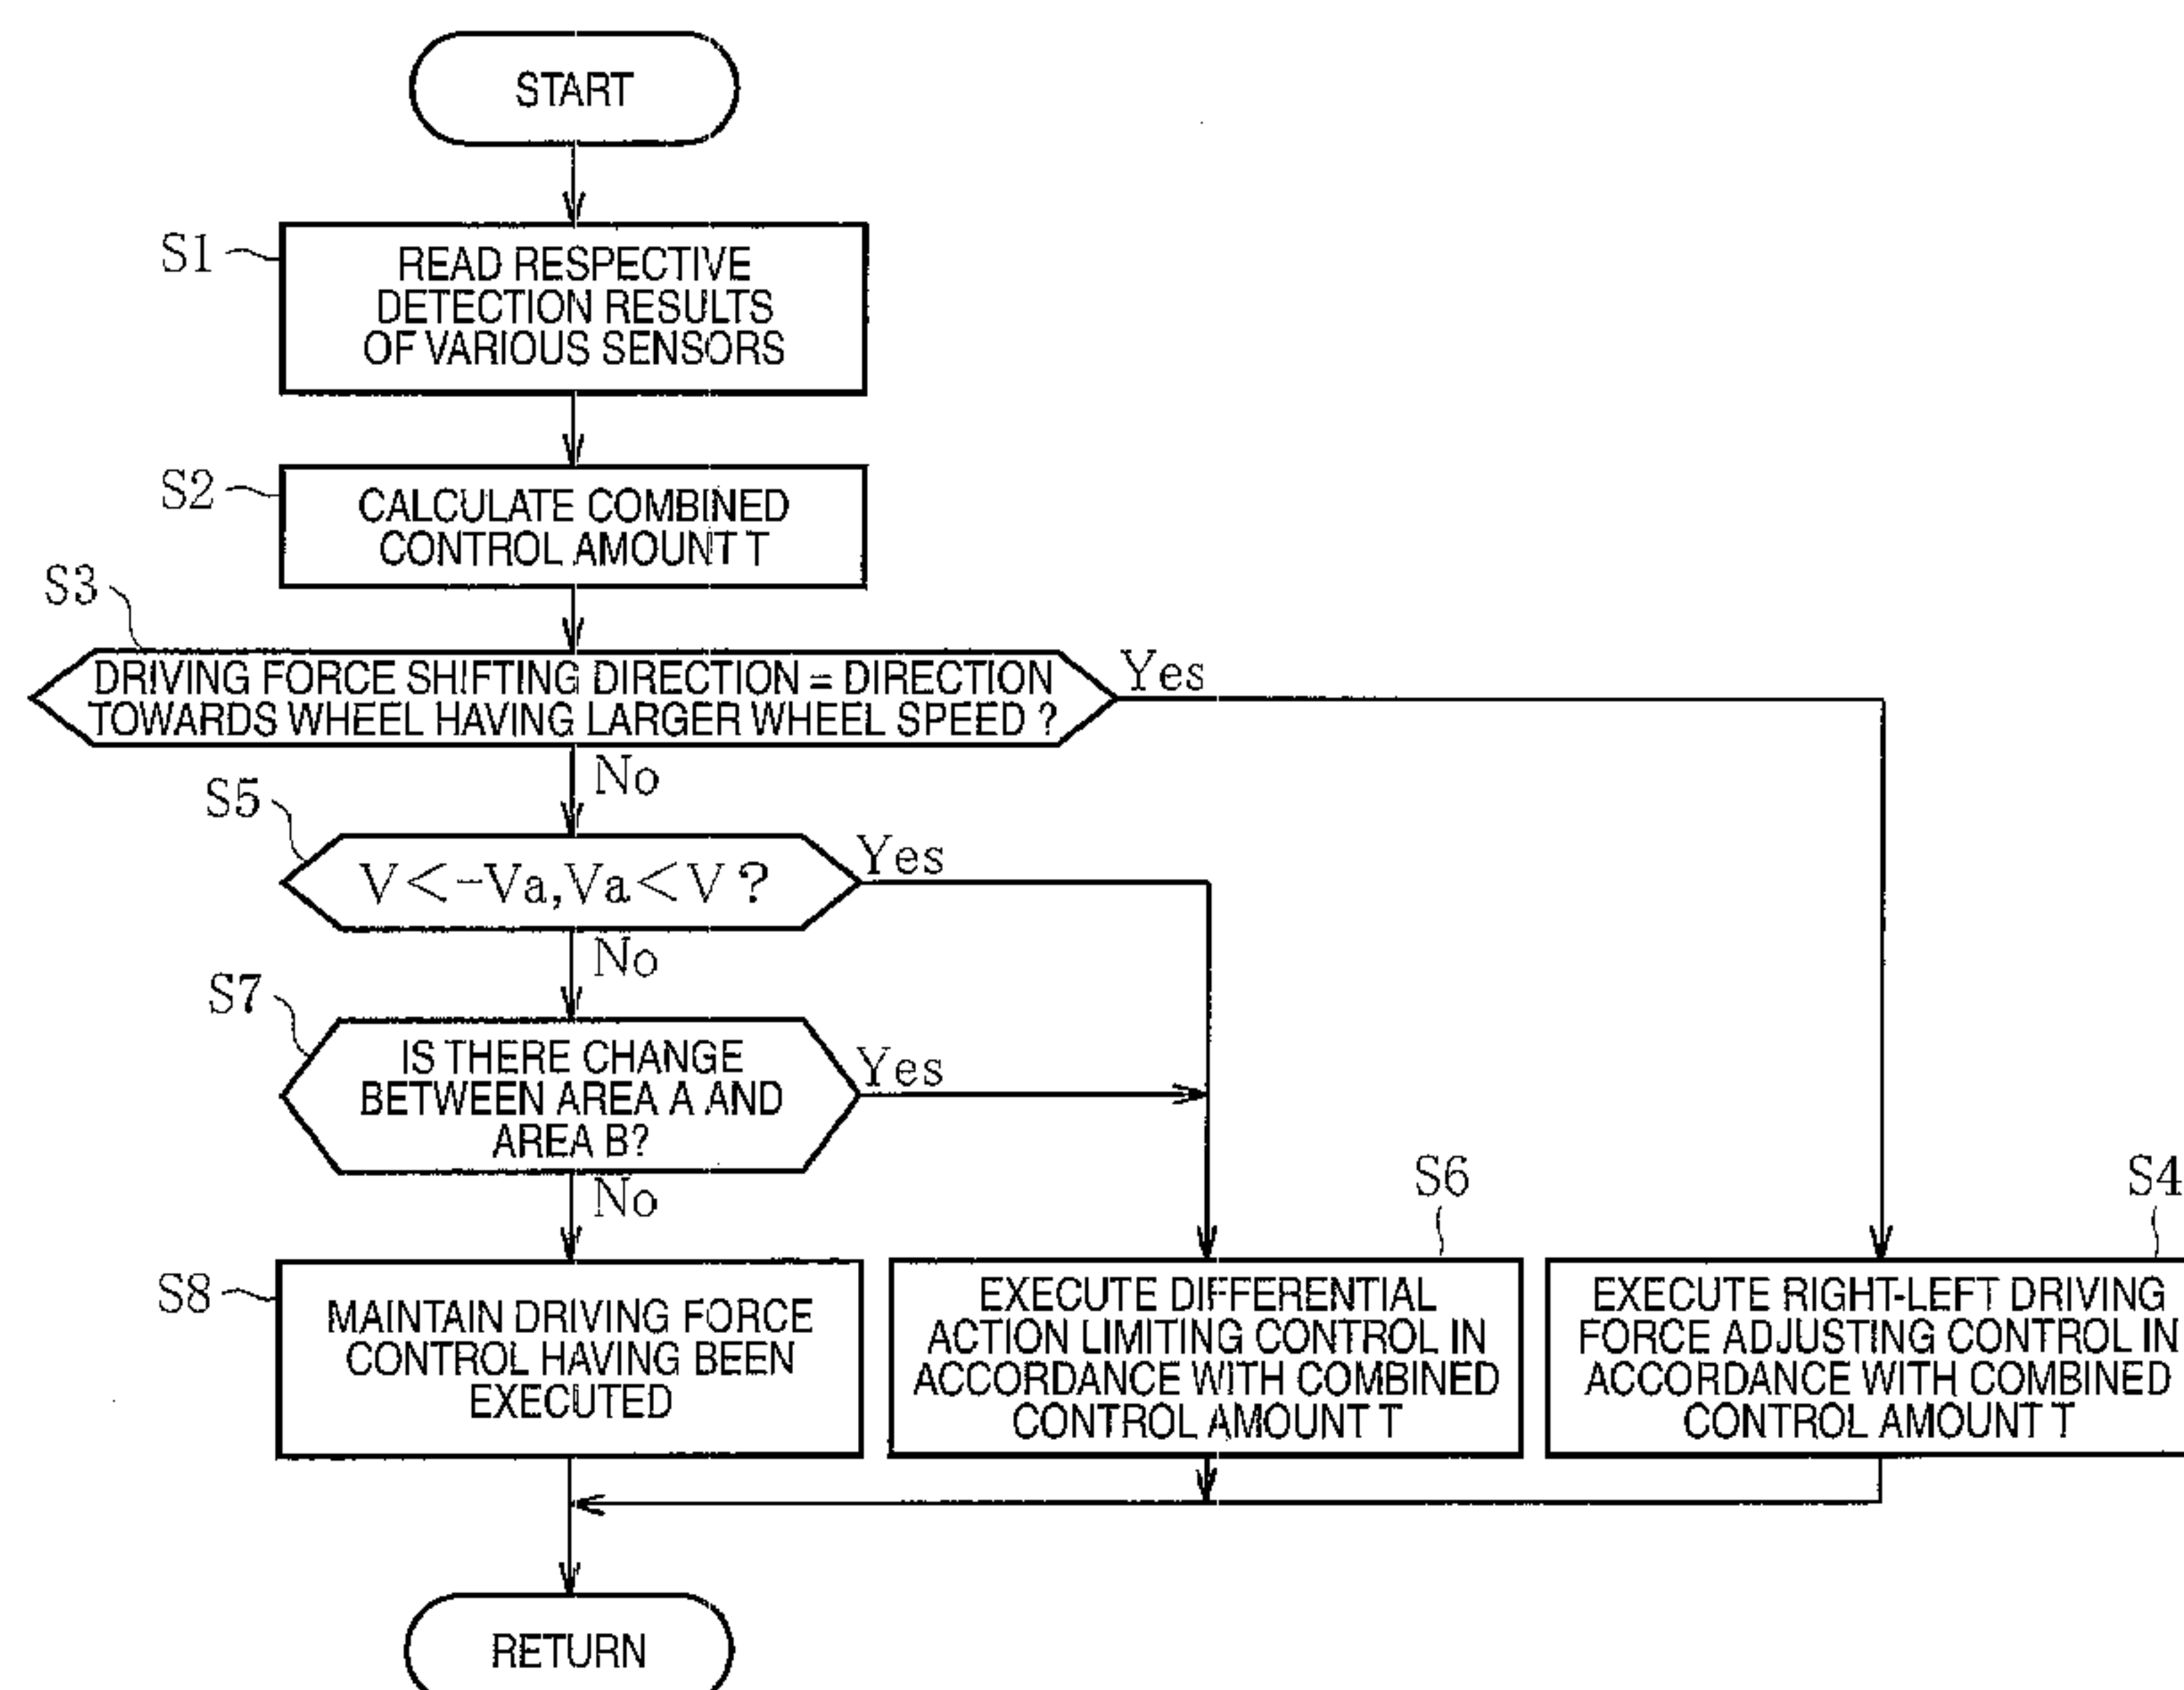 START
S1
READ RESPECTIVE
DETECTION RESULTS
OF VARIOUS SENSORS
S2
CALCULATE COMBINED
CONTROL AMOUNT T
S3
DRIVING FORCE SHIFTING DIRECTION = DIRECTION
TOWARDS WHEEL HAVING LARGER WHEEL SPEED ?
Yes
No
S5
V<-Va,Va<V ?
Yes
No
S7
IS THERE CHANGE
BETWEEN AREA A AND
AREA B?
Yes
No
S8
MAINTAIN DRIVING FORCE
CONTROL HAVING BEEN
EXECUTED
S6
EXECUTE DIFFERENTIAL
ACTION LIMITING CONTROL IN
ACCORDANCE WITH COMBINED
CONTROL AMOUNT T
S4
EXECUTE RIGHT-LEFT DRIVING
FORCE ADJUSTING CONTROL IN
ACCORDANCE WITH COMBINED
CONTROL AMOUNT T
RETURN